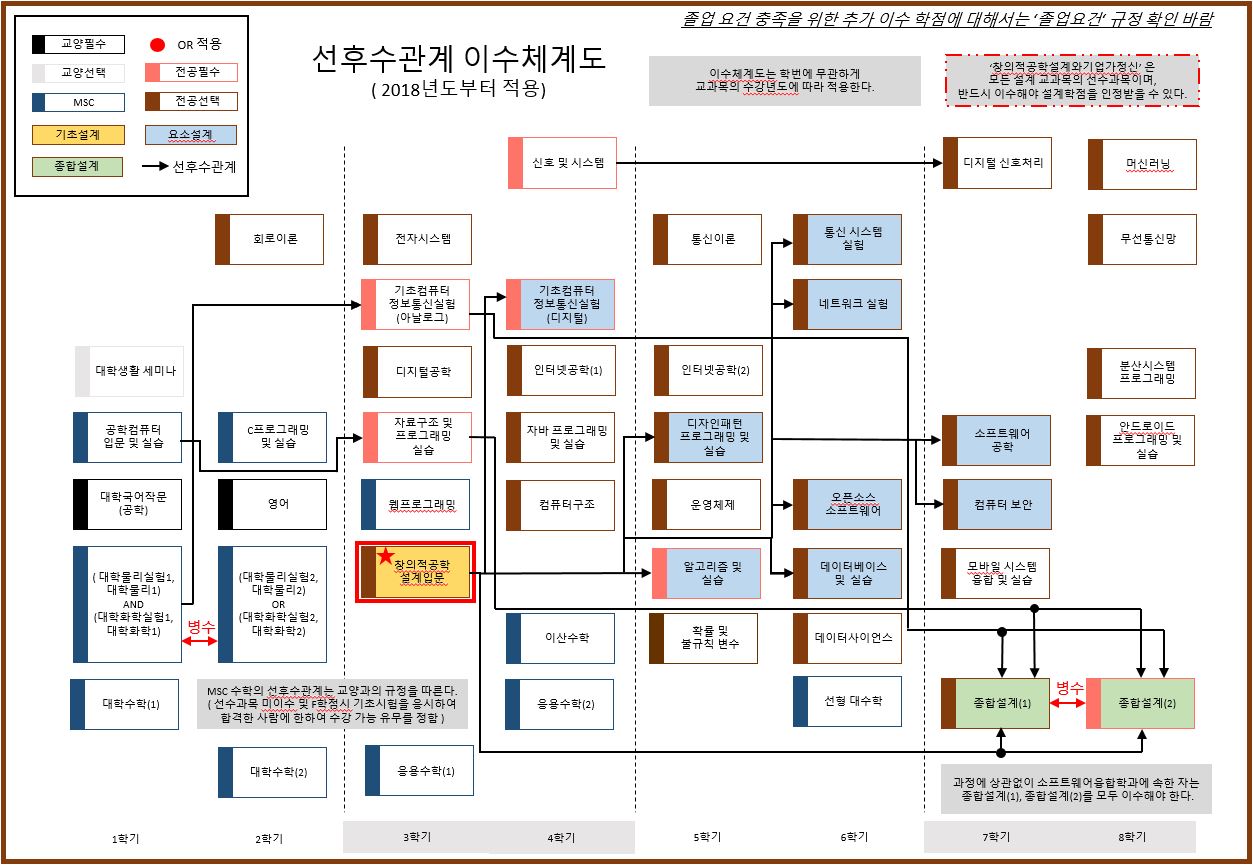 졸업 요건 충족을 위한 추가 이수 학점에 대해서는 ‘졸업요건‘ 규정 확인 바람
교양필수
OR 적용
교양선택
전공필수
MSC
전공선택
기초설계
요소설계
종합설계
선후수관계
선후수관계 이수체계도
( 2018년도부터 적용)
이수체계도는 학번에 무관하게
교과목의 수강년도에 따라 적용한다.
‘창의적공학설계와기업가정신’ 은
모든 설계 교과목의 선수과목이며,
반드시 이수해야 설계학점을 인정받을 수 있다.
신호 및 시스템
디지털 신호처리
머신러닝
회로이론
전자시스템
통신이론
통신 시스템
실험
무선통신망
기초컴퓨터
정보통신실험
(아날로그)
기초컴퓨터
정보통신실험
(디지털)
네트워크 실험
대학생활 세미나
디지털공학
인터넷공학(1)
인터넷공학(2)
분산시스템
프로그래밍
공학컴퓨터
입문 및 실습
C프로그래밍
및 실습
자료구조 및
프로그래밍
실습
자바 프로그래밍
및 실습
디자인패턴
프로그래밍 및
실습
소프트웨어
공학
안드로이드
프로그래밍 및
실습
대학국어작문
(공학)
영어
웹프로그래밍
컴퓨터구조
운영체제
오픈소스
소프트웨어
컴퓨터 보안
( 대학물리실험1,
대학물리1)
AND
(대학화학실험1,
대학화학1)
병수
(대학물리실험2,
대학물리2)
OR
(대학화학실험2,
대학화학2)
창의적공학
설계입문
알고리즘 및
실습
데이터베이스
및 실습
모바일 시스템
융합 및 실습
이산수학
확률 및
불규칙 변수
데이터사이언스
대학수학(1)
MSC 수학의 선후수관계는 교양과의 규정을 따른다.
( 선수과목 미이수 및 F학점시 기초시험을 응시하여
합격한 사람에 한하여 수강 가능 유무를 정함 )
응용수학(2)
선형 대수학
종합설계(1)
병수
종합설계(2)
대학수학(2)
응용수학(1)
과정에 상관없이 소프트웨어융합학과에 속한 자는
종합설계(1), 종합설계(2)를 모두 이수해야 한다.
1학기
2학기
3학기
4학기
5학기
6학기
7학기
8학기